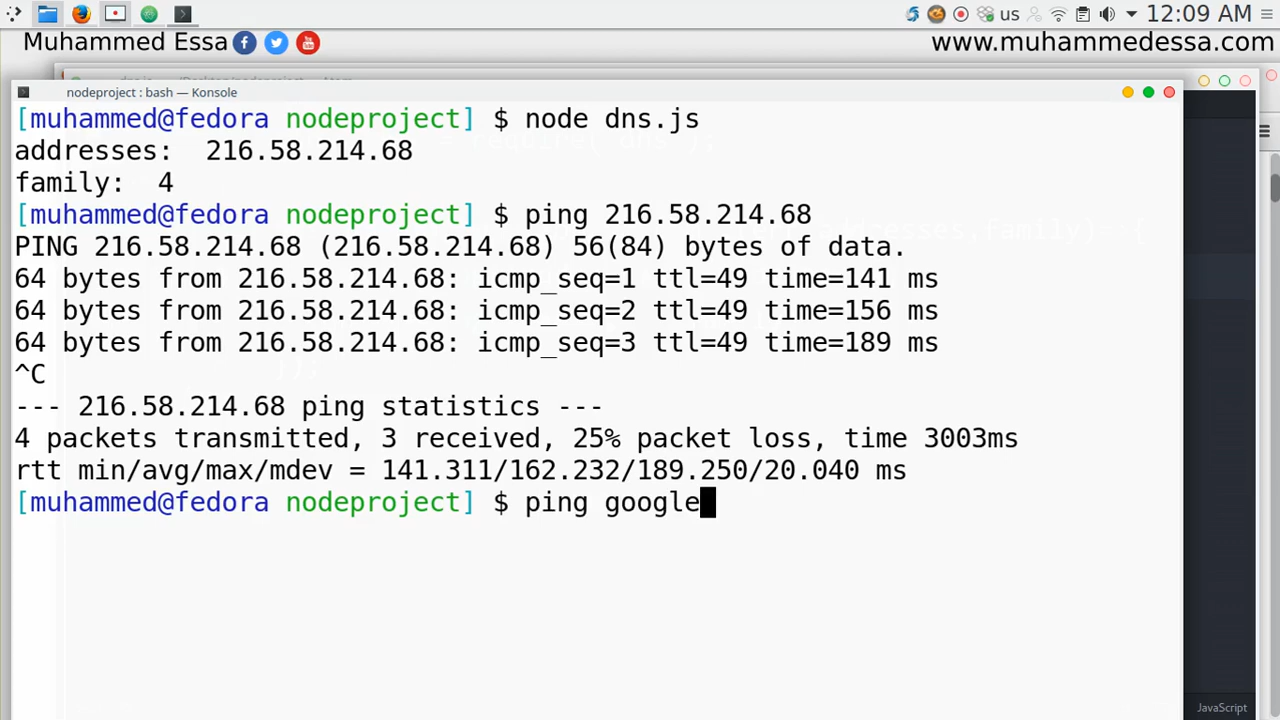 us
12:09 AM
Muhammed Essa
www.muhammedessa.com
nodeproject : bash — Konsole
[muhammed@fedora nodeproject] $ node dns.js
addresses:  216.58.214.68
family:  4
[muhammed@fedora nodeproject] $ ping 216.58.214.68
PING 216.58.214.68 (216.58.214.68) 56(84) bytes of data.
64 bytes from 216.58.214.68: icmp_seq=1 ttl=49 time=141 ms
64 bytes from 216.58.214.68: icmp_seq=2 ttl=49 time=156 ms
64 bytes from 216.58.214.68: icmp_seq=3 ttl=49 time=189 ms
^C
--- 216.58.214.68 ping statistics ---
4 packets transmitted, 3 received, 25% packet loss, time 3003ms
rtt min/avg/max/mdev = 141.311/162.232/189.250/20.040 ms
[muhammed@fedora nodeproject] $ ping google
JavaScript